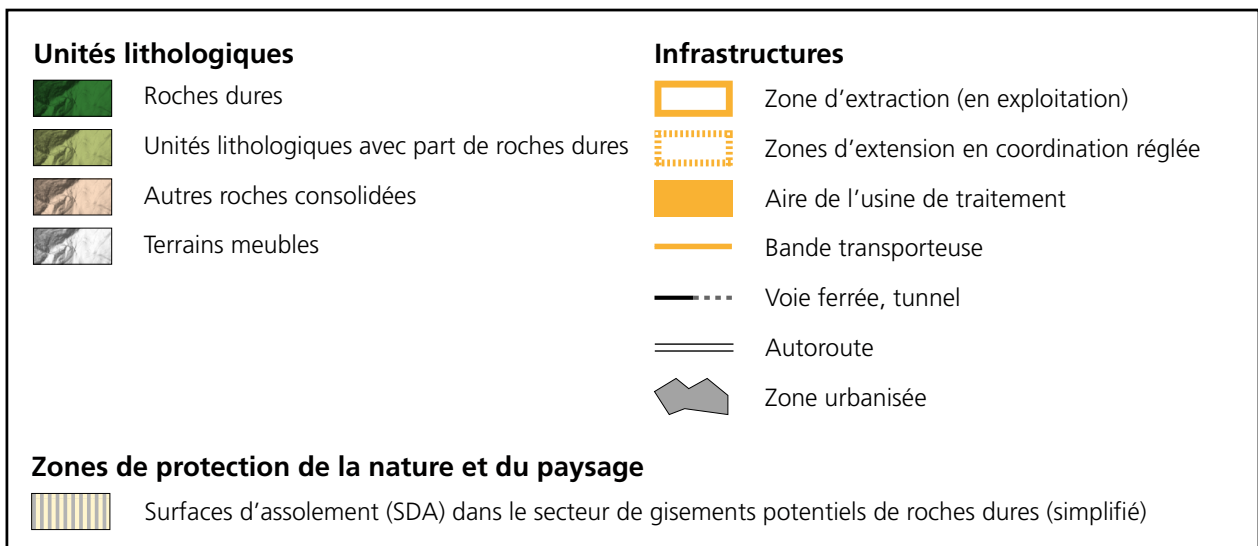 Unités lithologiques
Roches dures
Unités lithologiques avec part de roches dures
Autres roches consolidées
Terrains meubles
Infrastructures
Zone d'extraction (en exploitation)
Zones d'extension en coordination réglée
Aire de l'usine de traitement
Bande transporteuse
Voie ferrée, tunnel
Autoroute
Zone urbanisée
Zones de protection de la nature et du paysage
Surfaces d'assolement (SDA) dans le secteur de gisements potentiels de roches dures (simplifié)